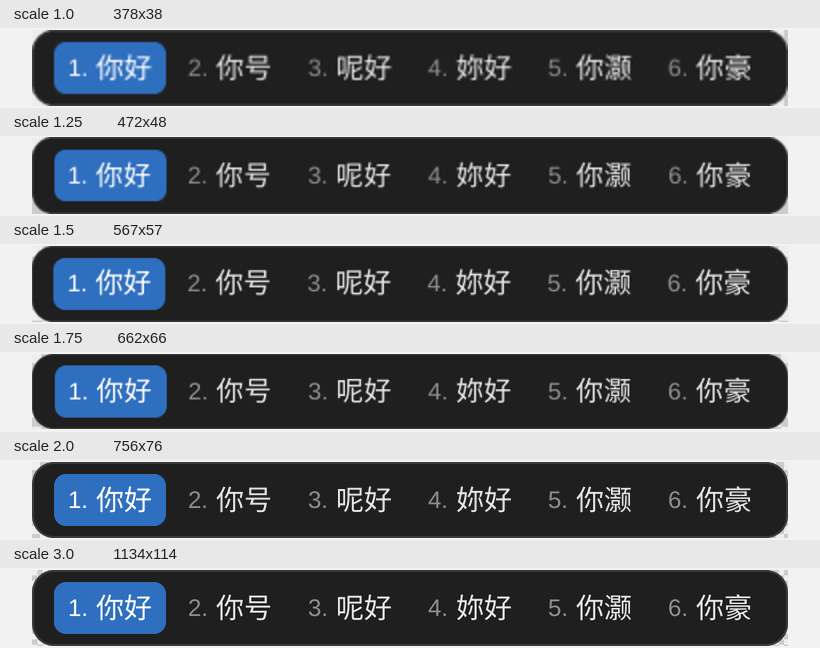 scale 1.0 378x38
1. 你好 2. 你号 3. 呢好 4. 妳好 5. 你灏 6. 你豪
scale 1.25 472x48
1. 你好 2. 你号 3. 呢好 4. 妳好 5. 你灏 6. 你豪
scale 1.5 567x57
1. 你好 2. 你号 3. 呢好 4. 妳好 5. 你灏 6. 你豪
scale 1.75 662x66
1. 你好 2. 你号 3. 呢好 4. 妳好 5. 你灏 6. 你豪
scale 2.0 756x76
1. 你好 2. 你号 3. 呢好 4. 妳好 5. 你灏 6. 你豪
scale 3.0 1134x114
1. 你好 2. 你号 3. 呢好 4. 妳好 5. 你灏 6. 你豪